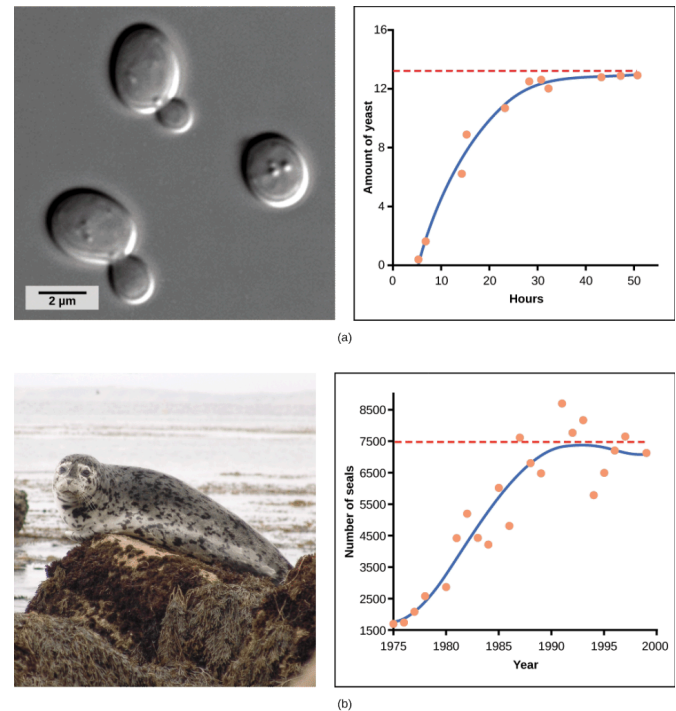 2 µm
Amount of yeast
16
12
8
4
0
0 10 20 30 40 50
Hours
(a)
Number of seals
8500
7500
6500
5500
4500
3500
2500
1500
1975 1980 1985 1990 1995 2000
Year
(b)